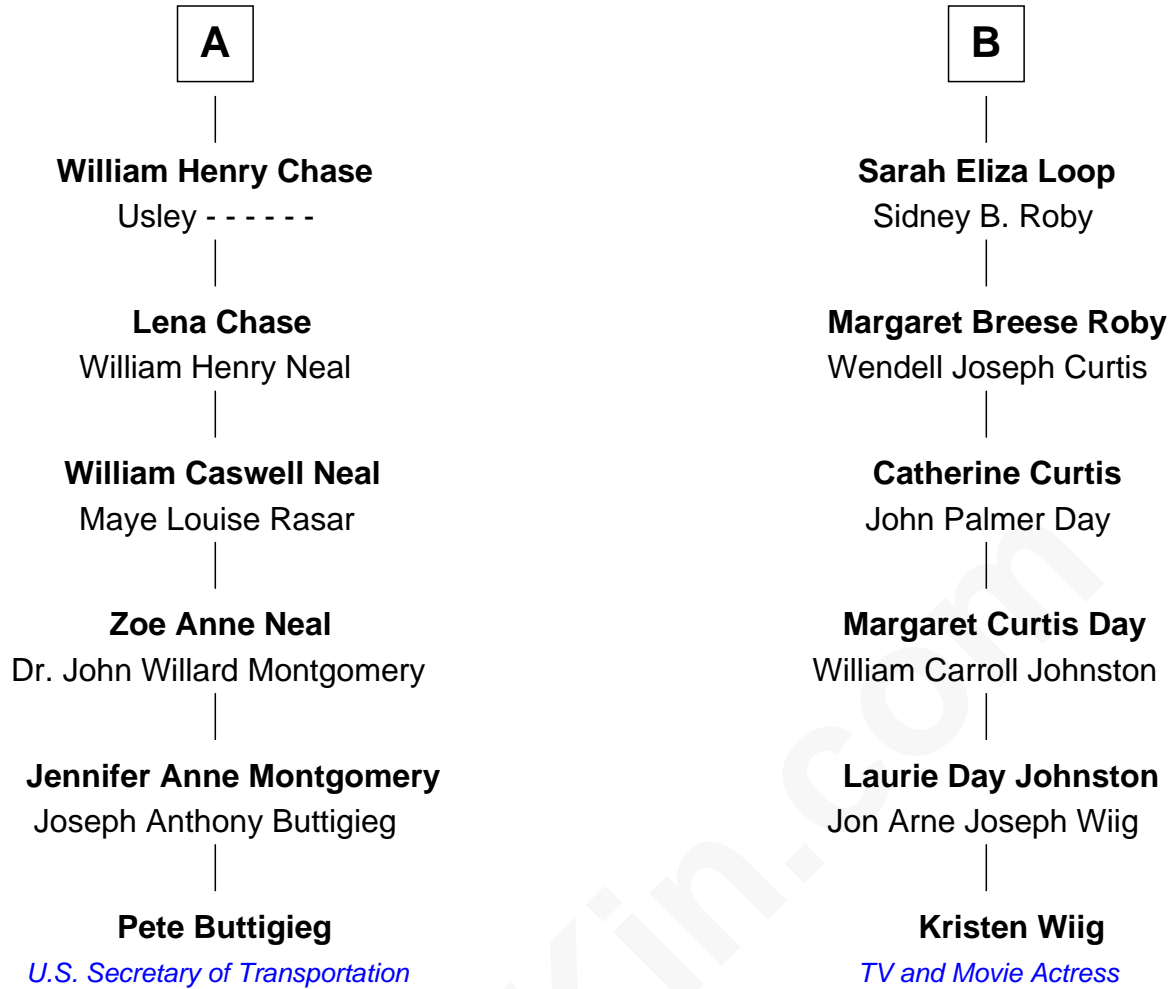 A
William Henry Chase
Usley - - - - - -
Lena Chase
William Henry Neal
William Caswell Neal
Maye Louise Rasar
Zoe Anne Neal
Dr. John Willard Montgomery
Jennifer Anne Montgomery
Joseph Anthony Buttigieg
Pete Buttigieg
U.S. Secretary of Transportation
B
Sarah Eliza Loop
Sidney B. Roby
Margaret Breese Roby
Wendell Joseph Curtis
Catherine Curtis
John Palmer Day
Margaret Curtis Day
William Carroll Johnston
Laurie Day Johnston
Jon Arne Joseph Wiig
Kristen Wiig
TV and Movie Actress
Kin.com